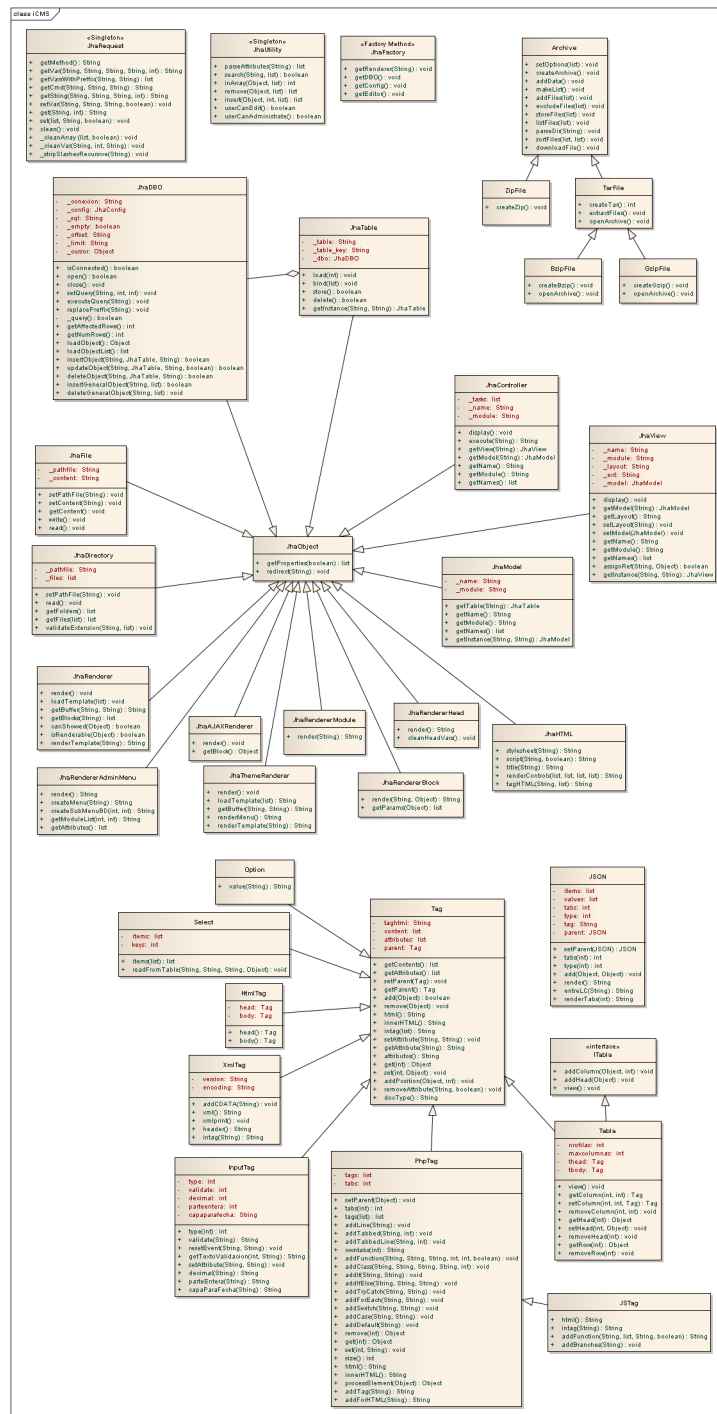 class iCMS
«Singleton»
JhaRequest
+ getMethod() : String
+ getVar(String, String, String, String, int) : String
+ getVarsWithPrefix(String, String) : list
+ getCmd(String, String, String) : String
+ getString(String, String, String, int) : String
+ setVar(String, String, String, boolean) : void
+ get(String, int) : String
+ set(list, String, boolean) : void
+ clean() : void
+ _cleanArray(list, boolean) : void
+ _cleanVar(String, int, String) : void
+ _stripSlashesRecursive(String) : void
«Singleton»
JhaUtility
+ parseAttributes(String) : list
+ search(String, list) : boolean
+ inArray(Object, list) : int
+ remove(Object, list) : list
+ insert(Object, int, list) : list
+ userCanEdit() : boolean
+ userCanAdministrate() : boolean
«Factory Method»
JhaFactory
+ getRenderer(String) : void
+ getDBO() : void
+ getConfig() : void
+ getEditor() : void
Archive
+ setOptions(list) : void
+ createArchive() : void
+ addData() : void
+ makeList() : void
+ addFiles(list) : void
+ excludeFiles(list) : void
+ storeFiles(list) : void
+ listFiles(list) : void
+ parseDir(String) : void
+ sortFiles(list, list) : void
+ downloadFile() : void
ZipFile
+ createZip() : void
TarFile
+ createTar() : int
+ extractFiles() : void
+ openArchive() : void
BzipFile
+ createBzip() : void
+ openArchive() : void
GzipFile
+ createGzip() : void
+ openArchive() : void
JhaDBO
- _conexion: String
- _config: JhaConfig
- _sql: String
- _empty: boolean
- _offset: String
- _limit: String
- _cursor: Object
+ isConnected() : boolean
+ open() : boolean
+ close() : void
+ setQuery(String, int, int) : void
+ executeQuery(String) : void
+ replacePrefix(String) : void
- _query() : boolean
+ getAffectedRows() : int
+ getNumRows() : int
+ loadObject() : Object
+ loadObjectList() : list
+ insertObject(String, JhaTable, String) : boolean
+ updateObject(String, JhaTable, String, boolean) : boolean
+ deleteObject(String, JhaTable, String) : boolean
+ insertGeneralObject(String, list) : boolean
+ deleteGeneralObject(String, list) : void
JhaTable
- _table: String
- _table_key: String
- _dbo: JhaDBO
+ load(int) : void
+ bind(list) : void
+ store() : boolean
+ delete() : boolean
+ getInstance(String, String) : JhaTable
JhaController
- _tasks: list
- _name: String
- _module: String
+ display() : void
+ execute(String) : String
+ getView(String) : JhaView
+ getModel(String) : JhaModel
+ getName() : String
+ getModule() : String
+ getNames() : list
JhaView
- _name: String
- _module: String
- _layout: String
- _ext: String
- _model: JhaModel
+ display() : void
+ getModel(String) : JhaModel
+ getLayout() : String
+ setLayout(String) : void
+ setModel(JhaModel) : void
+ getName() : String
+ getModule() : String
+ getNames() : list
+ assignRef(String, Object) : boolean
+ getInstance(String, String) : JhaView
JhaFile
- _pathfile: String
- _content: String
+ setPathFile(String) : void
+ setContent(String) : void
+ getContent() : void
+ write() : void
+ read() : void
JhaObject
+ getProperties(boolean) : list
+ redirect(String) : void
JhaDirectory
- _pathfile: String
- _files: list
+ setPathFile(String) : void
+ read() : void
+ getFolders() : list
+ getFiles(list) : list
+ validateExtension(String, list) : void
JhaModel
- _name: String
- _module: String
+ getTable(String) : JhaTable
+ getName() : String
+ getModule() : String
+ getNames() : list
+ getInstance(String, String) : JhaModel
JhaRenderer
+ render() : void
+ loadTemplate(list) : void
+ getBuffer(String, String) : String
+ getBlocks(String) : list
+ canShowed(Object) : boolean
+ isRenderable(Object) : boolean
+ renderTemplate(String) : String
JhaAJAXRenderer
+ render() : void
+ getBlock() : Object
JhaRendererModule
+ render(String) : String
JhaRendererHead
+ render() : String
+ cleanHeadVars() : void
JhaHTML
+ stylesheet(String) : String
+ script(String, boolean) : String
+ title(String) : String
+ renderControls(list, list, list, list) : String
+ tagHTML(String, list) : String
JhaRendererAdminMenu
+ render() : String
+ createMenu(String) : String
+ createSubMenuBD(int, int) : String
+ getModuleList(int, int) : String
+ getAttributes() : list
JhaThemeRenderer
+ render() : void
+ loadTemplate(list) : String
+ getBuffer(String, String) : String
+ renderMenu() : String
+ renderTemplate(String) : String
JhaRendererBlock
+ render(String, Object) : String
+ getParams(Object) : list
Option
+ value(String) : String
Select
- items: list
- keys: int
+ items(list) : list
+ readFromTable(String, String, String, Object) : void
HtmlTag
- head: Tag
- body: Tag
+ head() : Tag
+ body() : Tag
XmlTag
- version: String
- encoding: String
+ addCDATA(String) : void
+ xml() : String
+ xmlprint() : void
+ header() : String
+ intag(String) : String
Tag
- taghtml: String
- content: list
- attributes: list
- parent: Tag
+ getContents() : list
+ getAttributes() : list
+ setParent(Tag) : void
+ getParent() : Tag
+ add(Object) : boolean
+ remove(Object) : void
+ html() : String
+ innerHTML() : String
+ intag(list) : String
+ setAttribute(String, String) : String
+ getAttribute(String) : String
+ attributos() : String
+ get(int) : Object
+ set(int, Object) : void
+ addPosition(Object, int) : void
+ removeAttribute(String, boolean) : void
+ docType() : String
JSON
- items: list
- values: list
- tabs: int
- type: int
- tag: String
- parent: JSON
+ setParent(JSON) : JSON
+ tabs(int) : int
+ type(int) : int
+ add(Object, Object) : void
+ render() : String
+ entreLC(String) : String
+ renderTabs(int) : String
«interface»
ITabla
+ addColumn(Object, int) : void
+ addHead(Object) : void
+ view() : void
Tabla
- nrofilas: int
- maxcolumnas: int
- thead: Tag
- tbody: Tag
+ view() : void
+ getColumn(int, int) : Tag
+ setColumn(int, int, Tag) : Tag
+ removeColumn(int, int) : void
+ getHead(int) : Object
+ setHead(int, Object) : void
+ removeHead(int) : void
+ getRow(int) : Object
+ removeRow(int) : void
InputTag
- type: int
- validate: int
- decimal: int
- parteentera: int
- capaparafecha: String
+ type(int) : int
+ validate(String) : String
+ resetEvent(String, String) : void
+ getTextoValidacion(int, String) : String
+ setAttribute(String, String) : void
+ decimal(String) : String
+ parteEntera(String) : String
+ capaParaFecha(String) : String
PhpTag
- tags: list
- tabs: int
+ setParent(Object) : void
+ tabs(int) : int
+ tags(list) : list
+ addLine(String) : void
+ addTabbed(String, int) : void
+ addTabbedLine(String, int) : void
+ owntabs(int) : String
+ addFunction(String, String, String, int, int, boolean) : void
+ addClass(String, String, String, String, int) : void
+ addIf(String, String) : void
+ addIfElse(String, String, String) : void
+ addTryCatch(String, String) : void
+ addForEach(String, String) : void
+ addSwitch(String, String) : void
+ addCase(String, String) : void
+ addDefault(String) : void
+ remove(int) : Object
+ get(int) : Object
+ set(int, String) : void
+ size() : int
+ html() : String
+ innerHTML() : String
+ processElement(Object) : Object
+ addTag(String) : String
+ addForHTML(String) : String
JSTag
+ html() : String
+ intag(String) : String
+ addFunction(String, list, String, boolean) : String
+ addBranches(String) : void